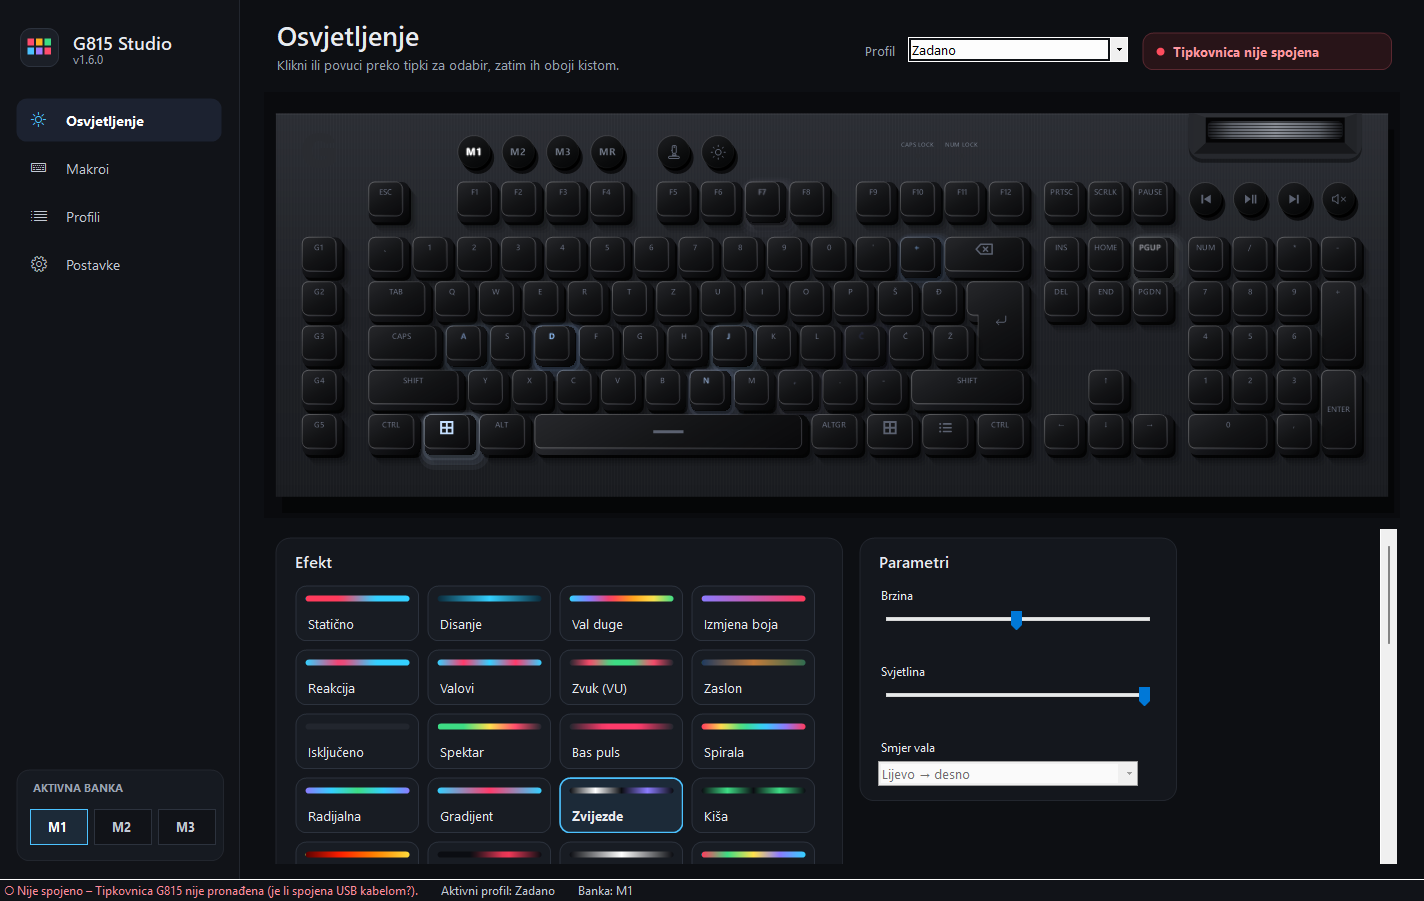 G815 Studio
v1.6.0
Osvjetljenje
Makroi
Profili
Postavke
AKTIVNA BANKA
M1 M2 M3
Osvjetljenje
Klikni ili povuci preko tipki za odabir, zatim ih oboji kistom.
Profil Zadano
Tipkovnica nije spojena
M1 M2 M3 MR CAPS LOCK NUM LOCK
ESC F1 F2 F3 F4 F5 F6 F7 F8 F9 F10 F11 F12 PRTSC SCRLK PAUSE
G1 1 2 3 4 5 6 7 8 9 0 ' + INS HOME PGUP NUM / * -
G2 TAB Q W E R T Z U I O P Š Đ DEL END PGDN 7 8 9 +
G3 CAPS A S D F G H J K L Č Ć Ž 4 5 6
G4 SHIFT Y X C V B N M , . - SHIFT ↑ 1 2 3
G5 CTRL ALT ALTGR CTRL ← ↓ → 0 . ENTER
Efekt
Statično Disanje Val duge Izmjena boja
Reakcija Valovi Zvuk (VU) Zaslon
Isključeno Spektar Bas puls Spirala
Radijalna Gradijent Zvijezde Kiša
Parametri
Brzina
Svjetlina
Smjer vala
Lijevo → desno
Nije spojeno – Tipkovnica G815 nije pronađena (je li spojena USB kabelom?). Aktivni profil: Zadano Banka: M1